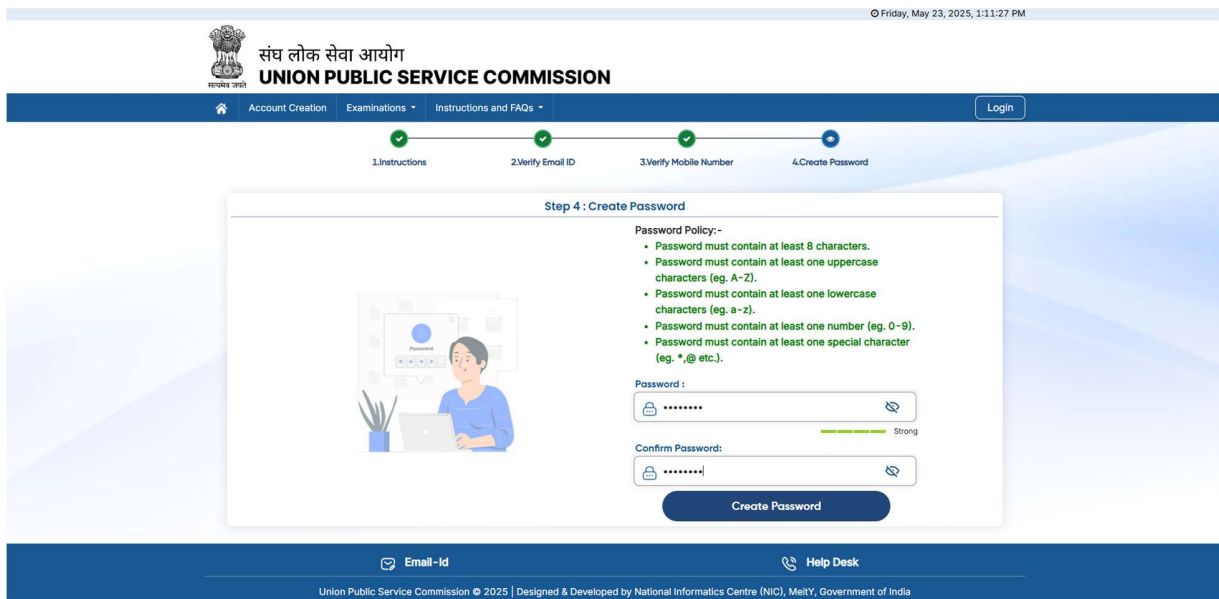 Friday, May 23, 2025, 1:11:27 PM
संघ लोक सेवा आयोग
UNION PUBLIC SERVICE COMMISSION
सत्यमेव जयते
Account Creation Examinations Instructions and FAQs Login
1.Instructions 2.Verify Email ID 3.Verify Mobile Number 4.Create Password
Step 4 : Create Password
Password Policy:-
• Password must contain at least 8 characters.
• Password must contain at least one uppercase
characters (eg. A-Z).
• Password must contain at least one lowercase
characters (eg. a-z).
• Password must contain at least one number (eg. 0-9).
• Password must contain at least one special character
(eg. *,@ etc.).
Password
Password :
••••••••
Strong
Confirm Password:
••••••••
Create Password
Email-Id Help Desk
Union Public Service Commission © 2025 | Designed & Developed by National Informatics Centre (NIC), MeitY, Government of India